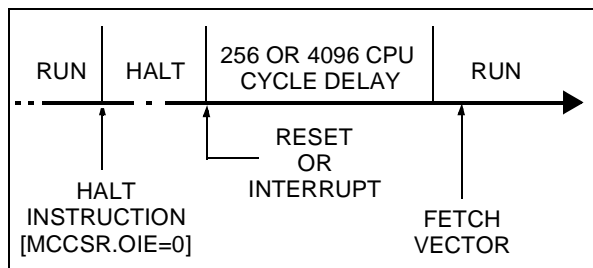 RUN
HALT
256 OR 4096 CPU
CYCLE DELAY
RUN
RESET
OR
INTERRUPT
HALT
INSTRUCTION
[MCCSR.OIE=0]
FETCH
VECTOR